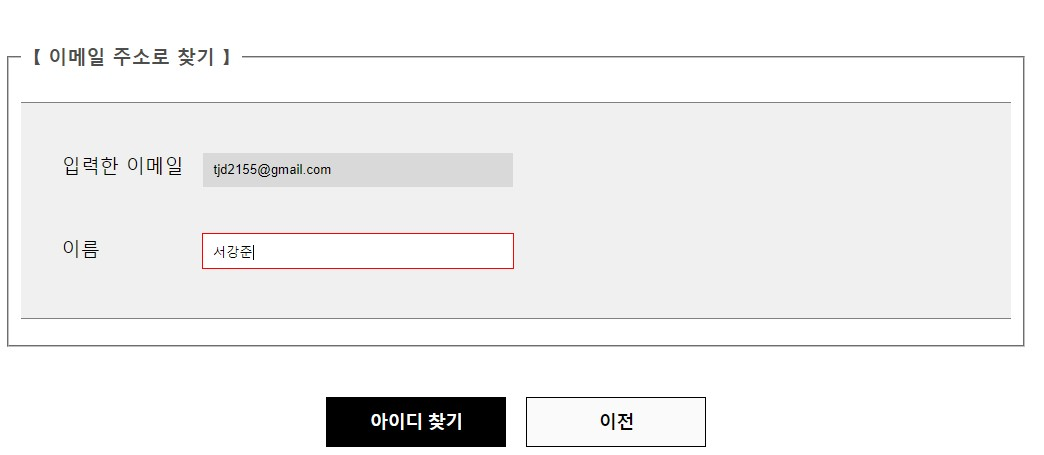 【 이메일 주소로 찾기 】
입력한 이메일 tjd2155@gmail.com
이름 서강준
아이디 찾기 이전